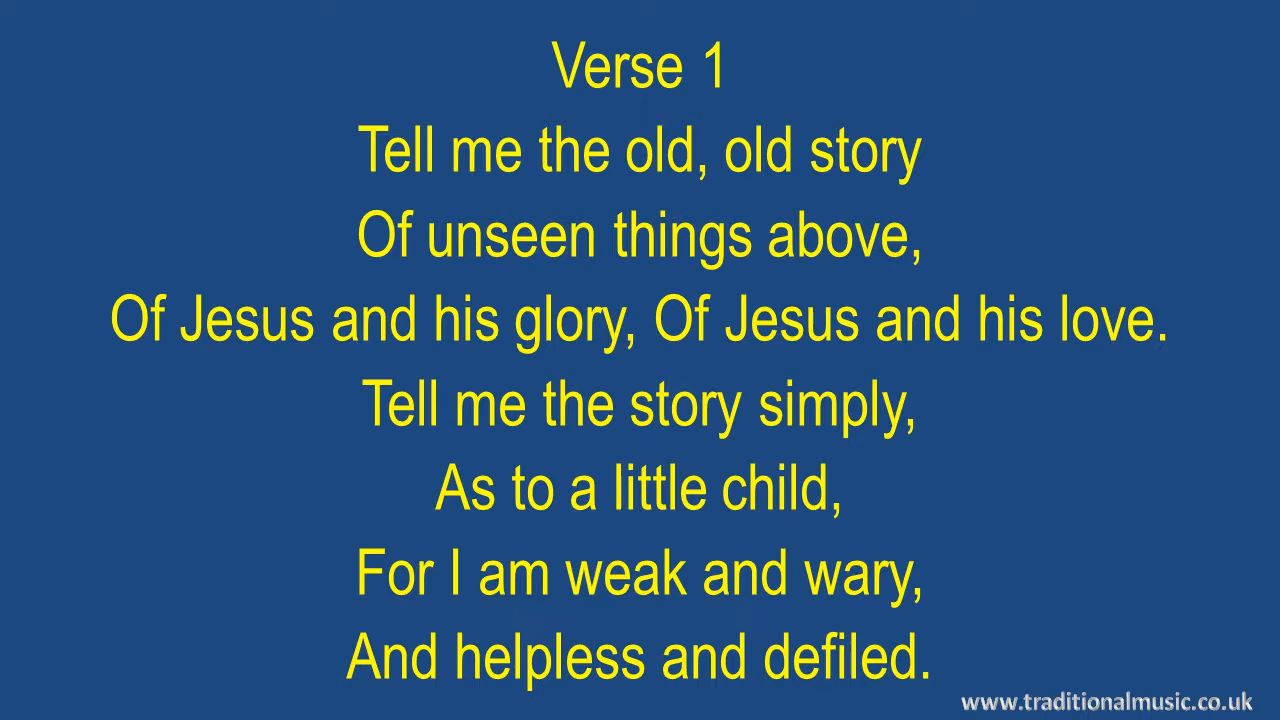 Verse 1
Tell me the old, old story
Of unseen things above,
Of Jesus and his glory, Of Jesus and his love.
Tell me the story simply,
As to a little child,
For I am weak and wary,
And helpless and defiled.
www.traditionalmusic.co.uk